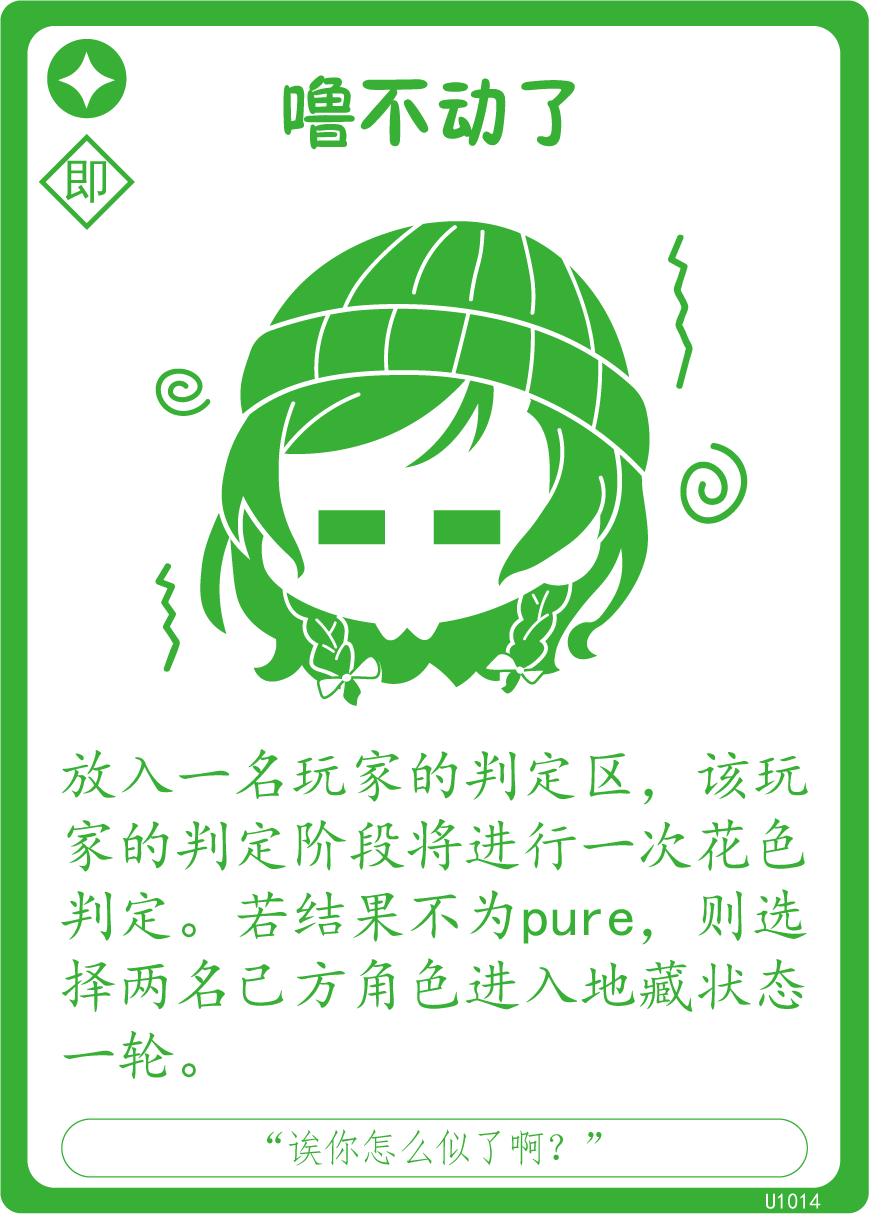 噜不动了
即
放入一名玩家的判定区，该玩
家的判定阶段将进行一次花色
判定。若结果不为pure，则选
择两名己方角色进入地藏状态
一轮。
“诶你怎么似了啊？”
U1014